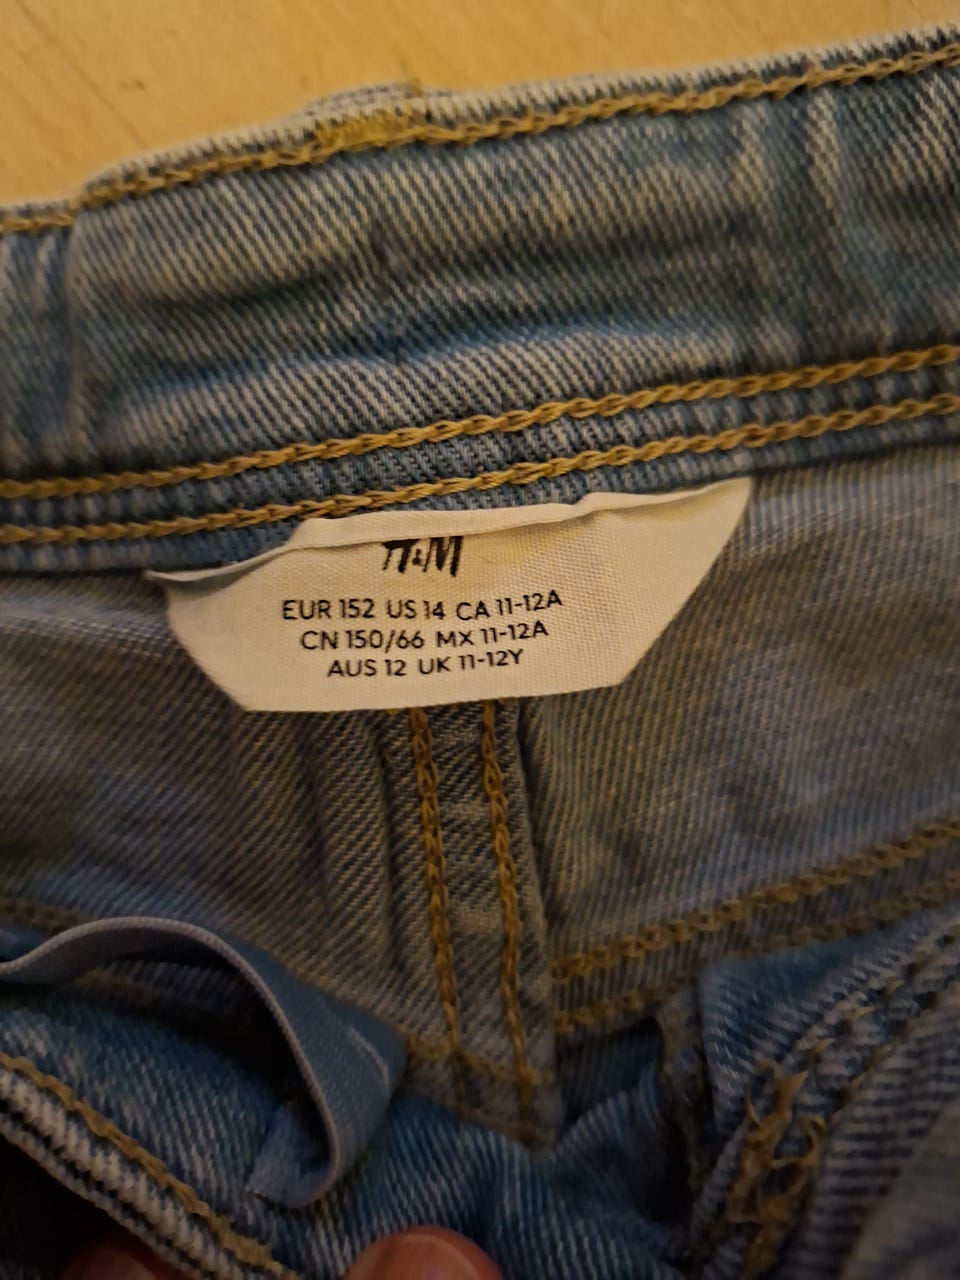 H&M
EUR 152 US 14 CA 11-12A
CN 150/66 MX 11-12A
AUS 12 UK 11-12Y